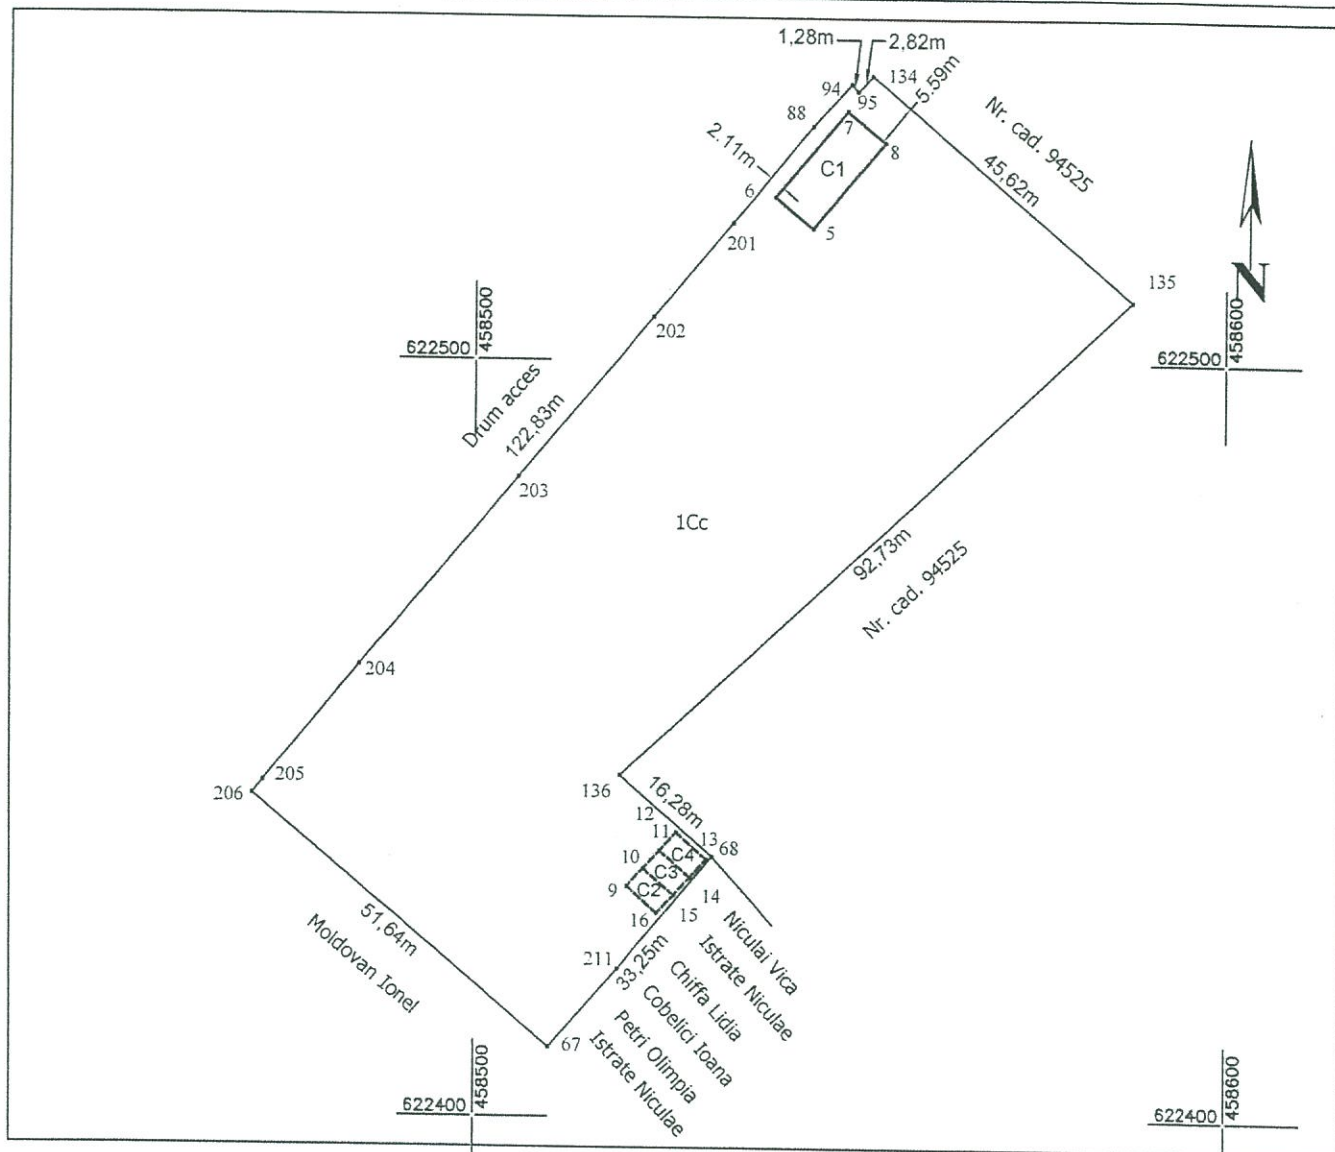 1,28m
2,82m
134
94
95
5.59m
88
7
Nr. cad. 94525
2.11m
8
C1
45,62m
6
5
201
135
N
202
622500
458500
622500
458600
Drum acces
122,83m
203
1Cc
92,73m
Nr. cad. 94525
204
205
206
136
16,28m
12
11
13
68
10
C4
C3
9
C2
14
15
16
51,64m
Moldovan Ionel
211
33,25m
Niculai Vica
Istrate Niculae
Chiffa Lidia
Cobelici Ioana
Petri Olimpia
Istrate Niculae
67
622400
458500
622400
458600